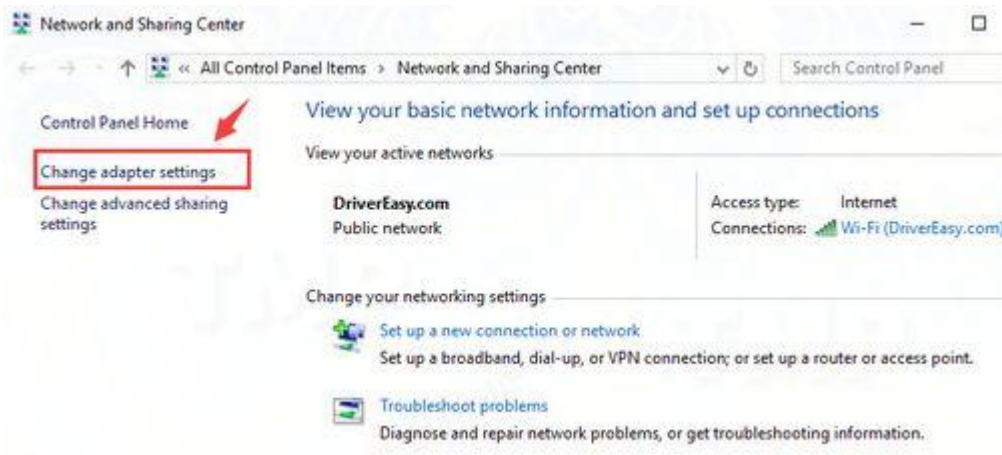 Network and Sharing Center
« All Control Panel Items > Network and Sharing Center
Search Control Panel
Control Panel Home
Change adapter settings
Change advanced sharing
settings
View your basic network information and set up connections
View your active networks
DriverEasy.com
Public network
Access type: Internet
Connections: Wi-Fi (DriverEasy.com)
Change your networking settings
Set up a new connection or network
Set up a broadband, dial-up, or VPN connection; or set up a router or access point.
Troubleshoot problems
Diagnose and repair network problems, or get troubleshooting information.